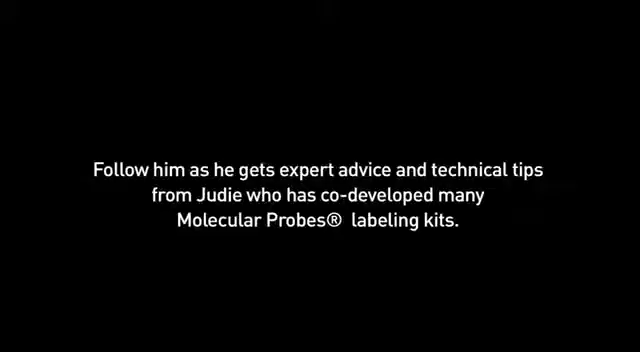 Follow him as he gets expert advice and technical tips
from Judie who has co-developed many
Molecular Probes® labeling kits.